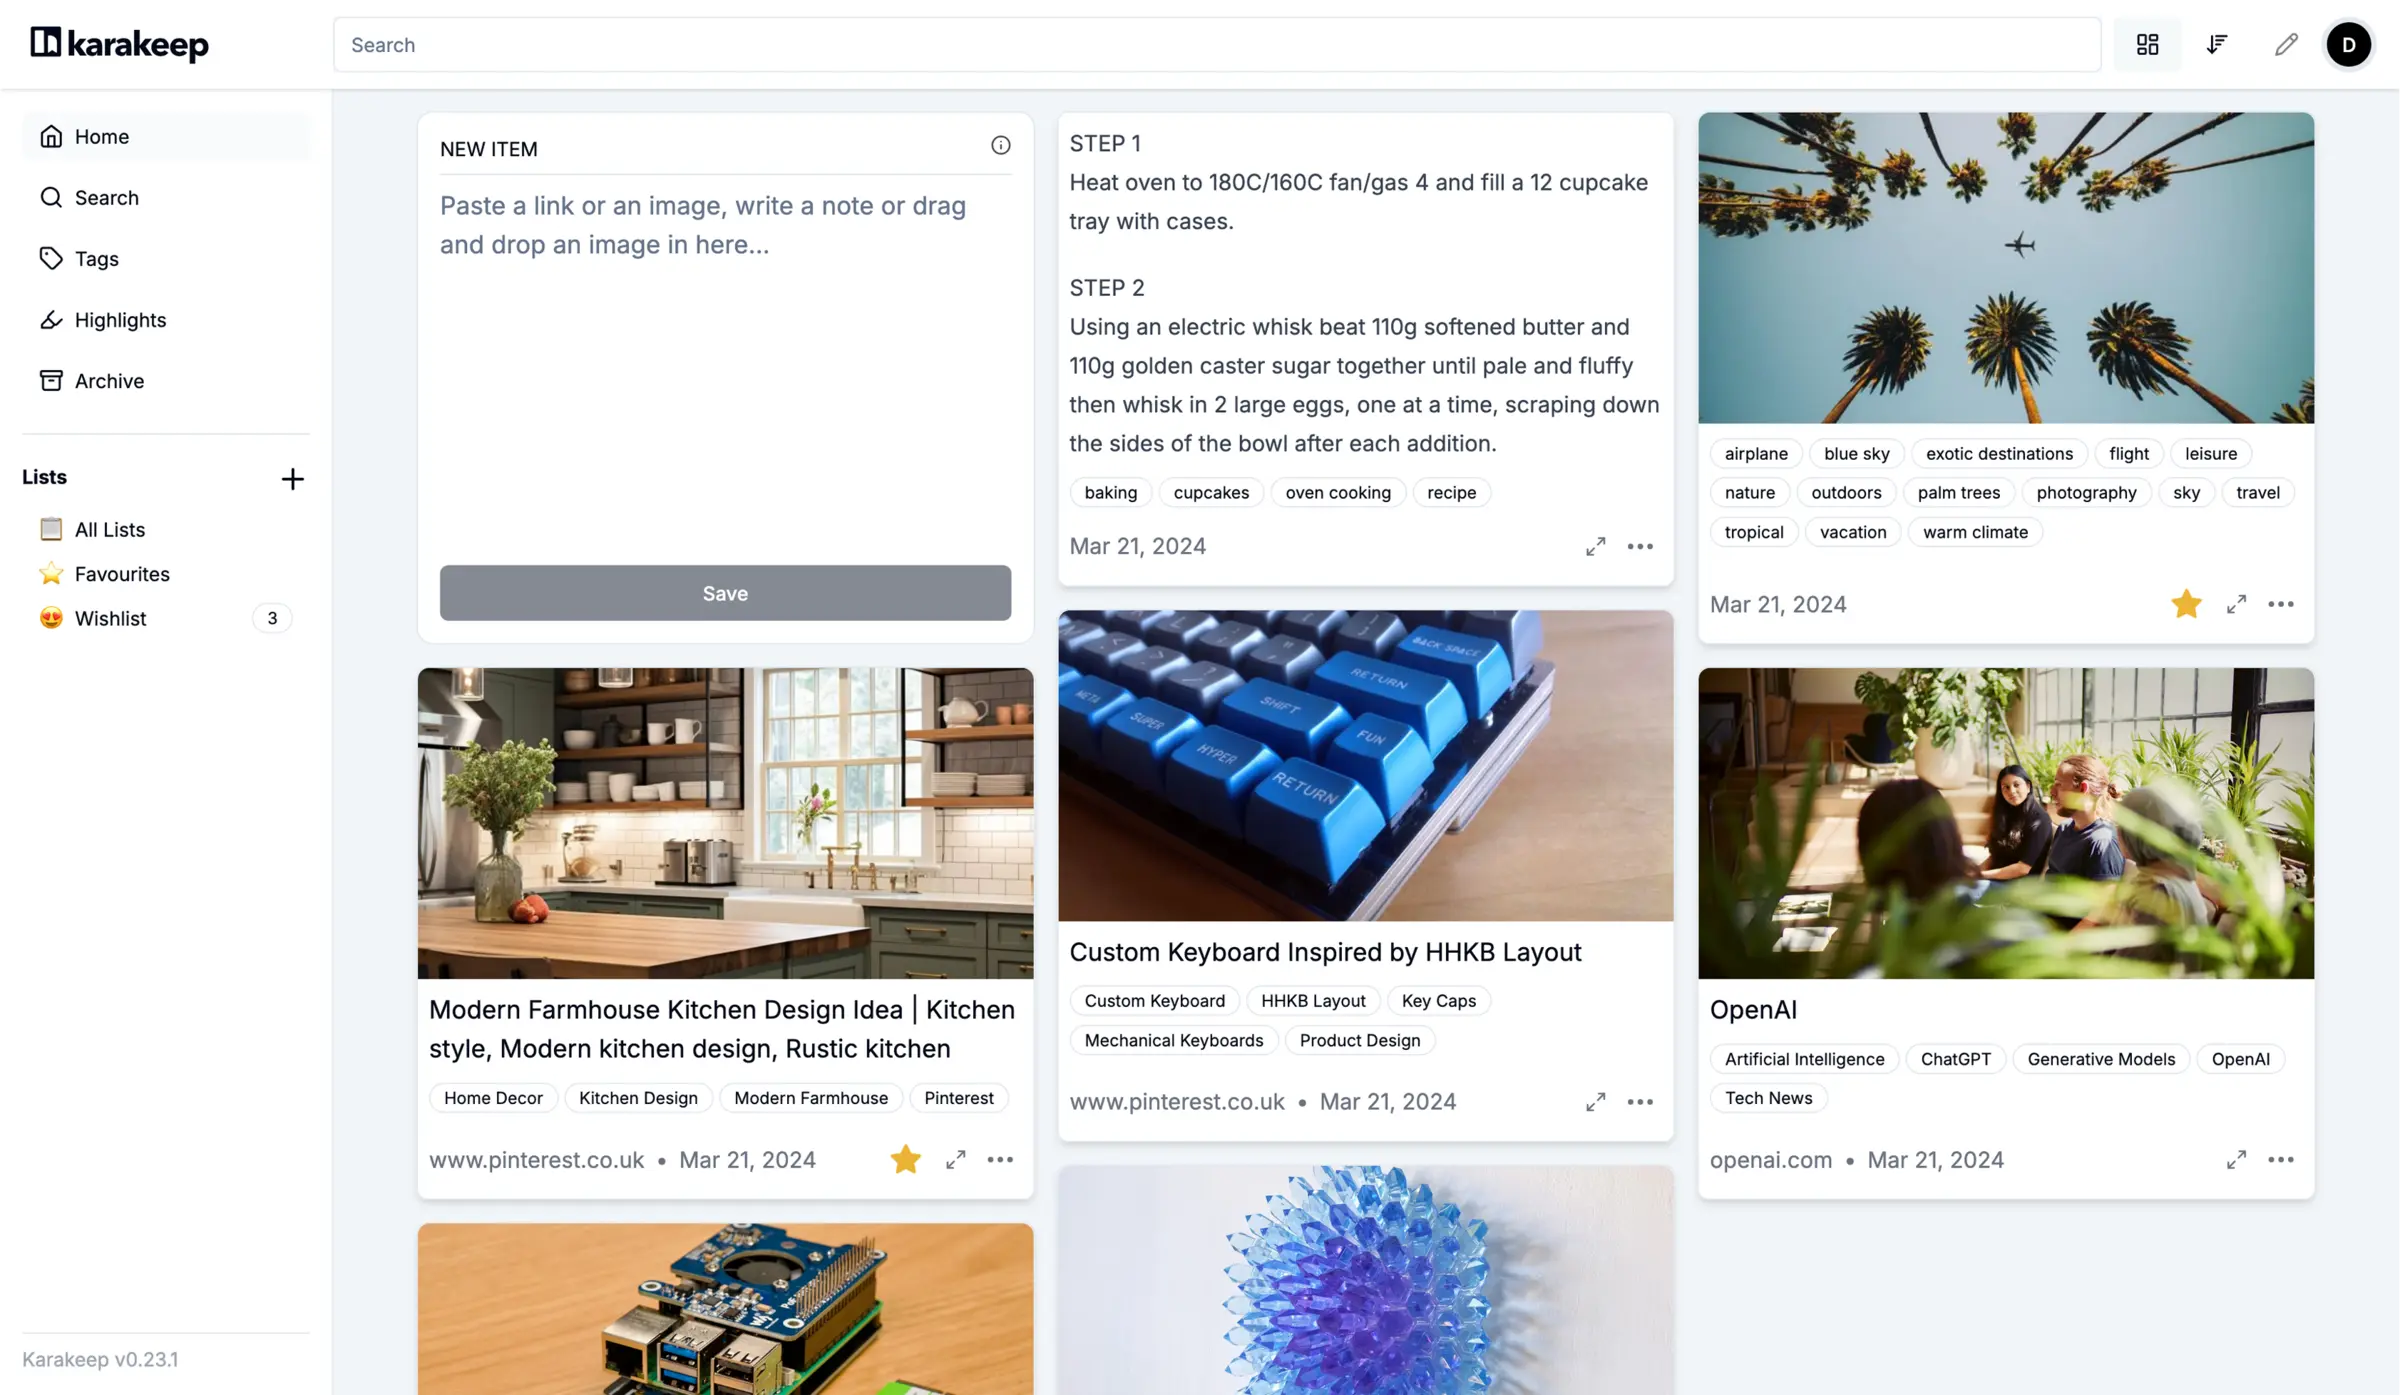 karakeep
Search
D
Home
Search
Tags
Highlights
Archive
Lists
All Lists
Favourites
Wishlist
3
Karakeep v0.23.1
NEW ITEM
Paste a link or an image, write a note or drag
and drop an image in here...
Save
Modern Farmhouse Kitchen Design Idea | Kitchen
style, Modern kitchen design, Rustic kitchen
Home Decor Kitchen Design Modern Farmhouse Pinterest
www.pinterest.co.uk • Mar 21, 2024
STEP 1
Heat oven to 180C/160C fan/gas 4 and fill a 12 cupcake
tray with cases.
STEP 2
Using an electric whisk beat 110g softened butter and
110g golden caster sugar together until pale and fluffy
then whisk in 2 large eggs, one at a time, scraping down
the sides of the bowl after each addition.
baking cupcakes oven cooking recipe
Mar 21, 2024
BACK SPACE
RETURN
SHIFT
META
SUPER
FUN
HYPER
RETURN
Custom Keyboard Inspired by HHKB Layout
Custom Keyboard HHKB Layout Key Caps
Mechanical Keyboards Product Design
www.pinterest.co.uk • Mar 21, 2024
airplane blue sky exotic destinations flight leisure
nature outdoors palm trees photography sky travel
tropical vacation warm climate
Mar 21, 2024
OpenAI
Artificial Intelligence ChatGPT Generative Models OpenAI
Tech News
openai.com • Mar 21, 2024